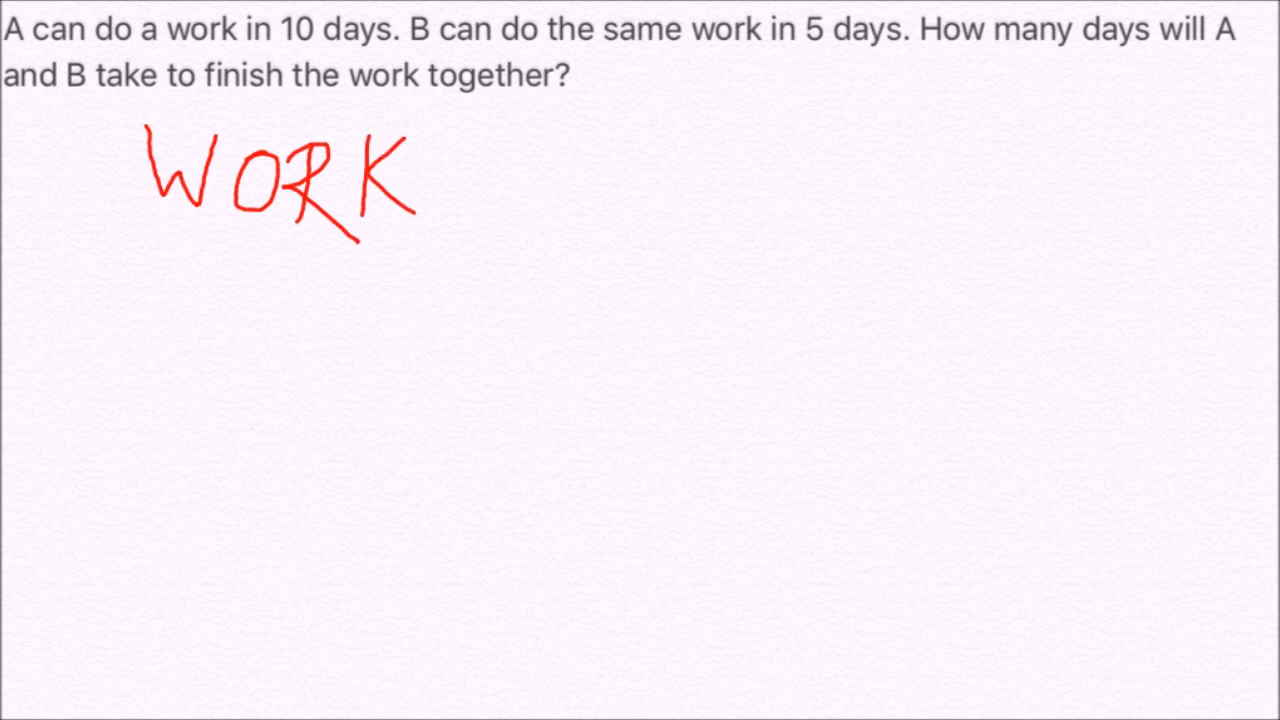 A can do a work in 10 days. B can do the same work in 5 days. How many days will A
and B take to finish the work together?
WORK